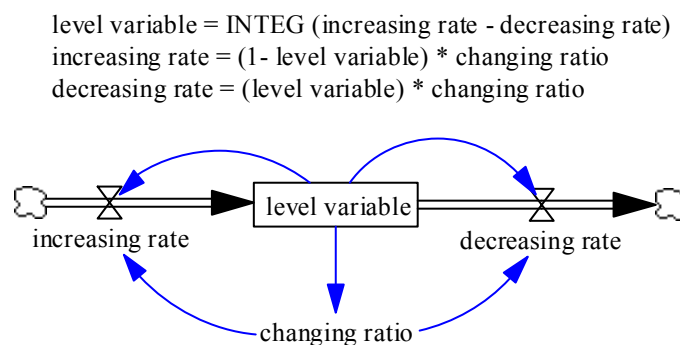 level variable = INTEG (increasing rate - decreasing rate)
increasing rate = (1- level variable) * changing ratio
decreasing rate = (level variable) * changing ratio
level variable
increasing rate
decreasing rate
changing ratio